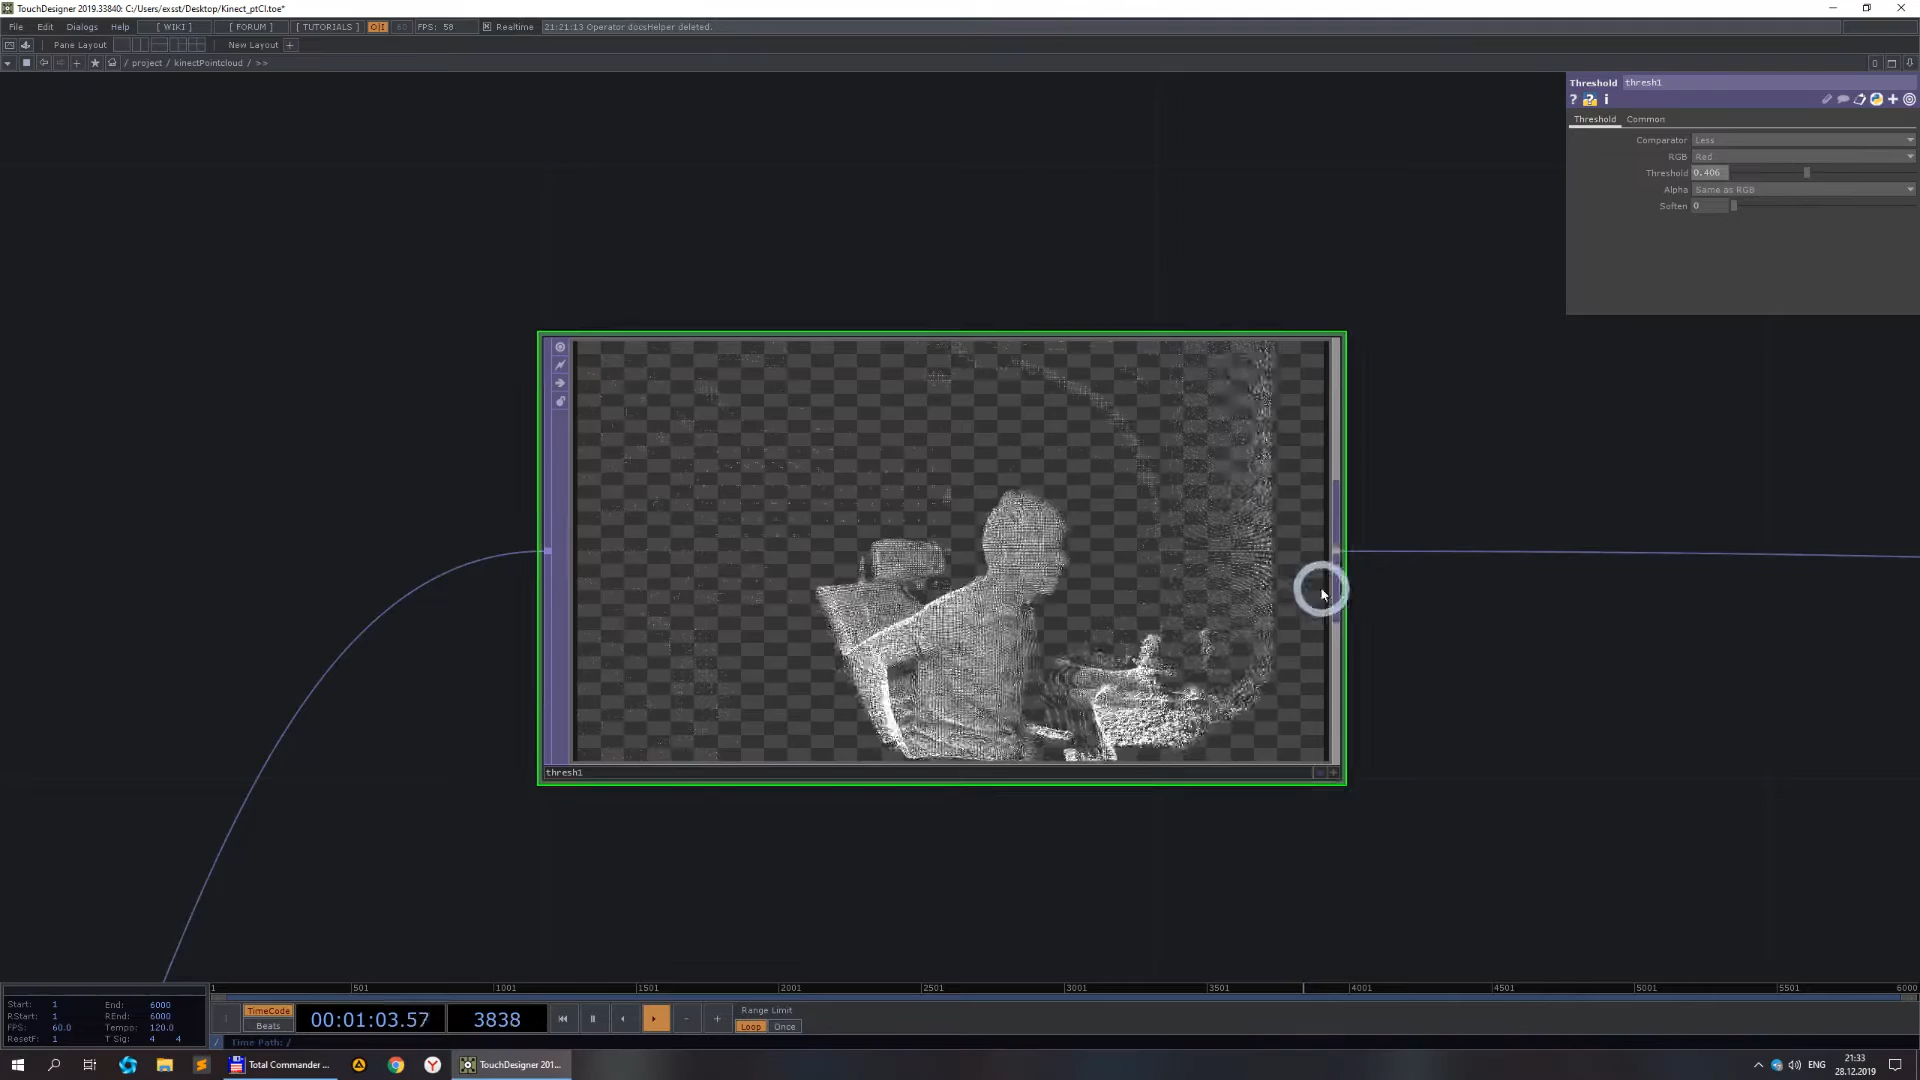 TouchDesigner 2019.33840: C:/Users/exsst/Desktop/Kinect_ptCl.toe*
File Edit Dialogs Help [ WIKI ] [ FORUM ] [ TUTORIALS ] O|I 60 FPS: 58 Realtime 21:21:13 Operator docsHelper deleted.
Pane Layout New Layout +
/ project / kinectPointcloud / >> 0
Threshold thresh1
? ? i
Threshold Common
Comparator Less
RGB Red
Threshold 0.406
Alpha Same as RGB
Soften 0
thresh1
1 501 1001 1501 2001 2501 3001 3501 4001 4501 5001 5501 6000
Start: 1 End: 6000
RStart: 1 REnd: 6000
FPS: 60.0 Tempo: 120.0
ResetF: 1 T Sig: 4 4
TimeCode
Beats
00:01:03.57 3838
Range Limit
Loop Once
/ Time Path: /
Total Commander ...
TouchDesigner 201...
ENG
21:33
28.12.2019